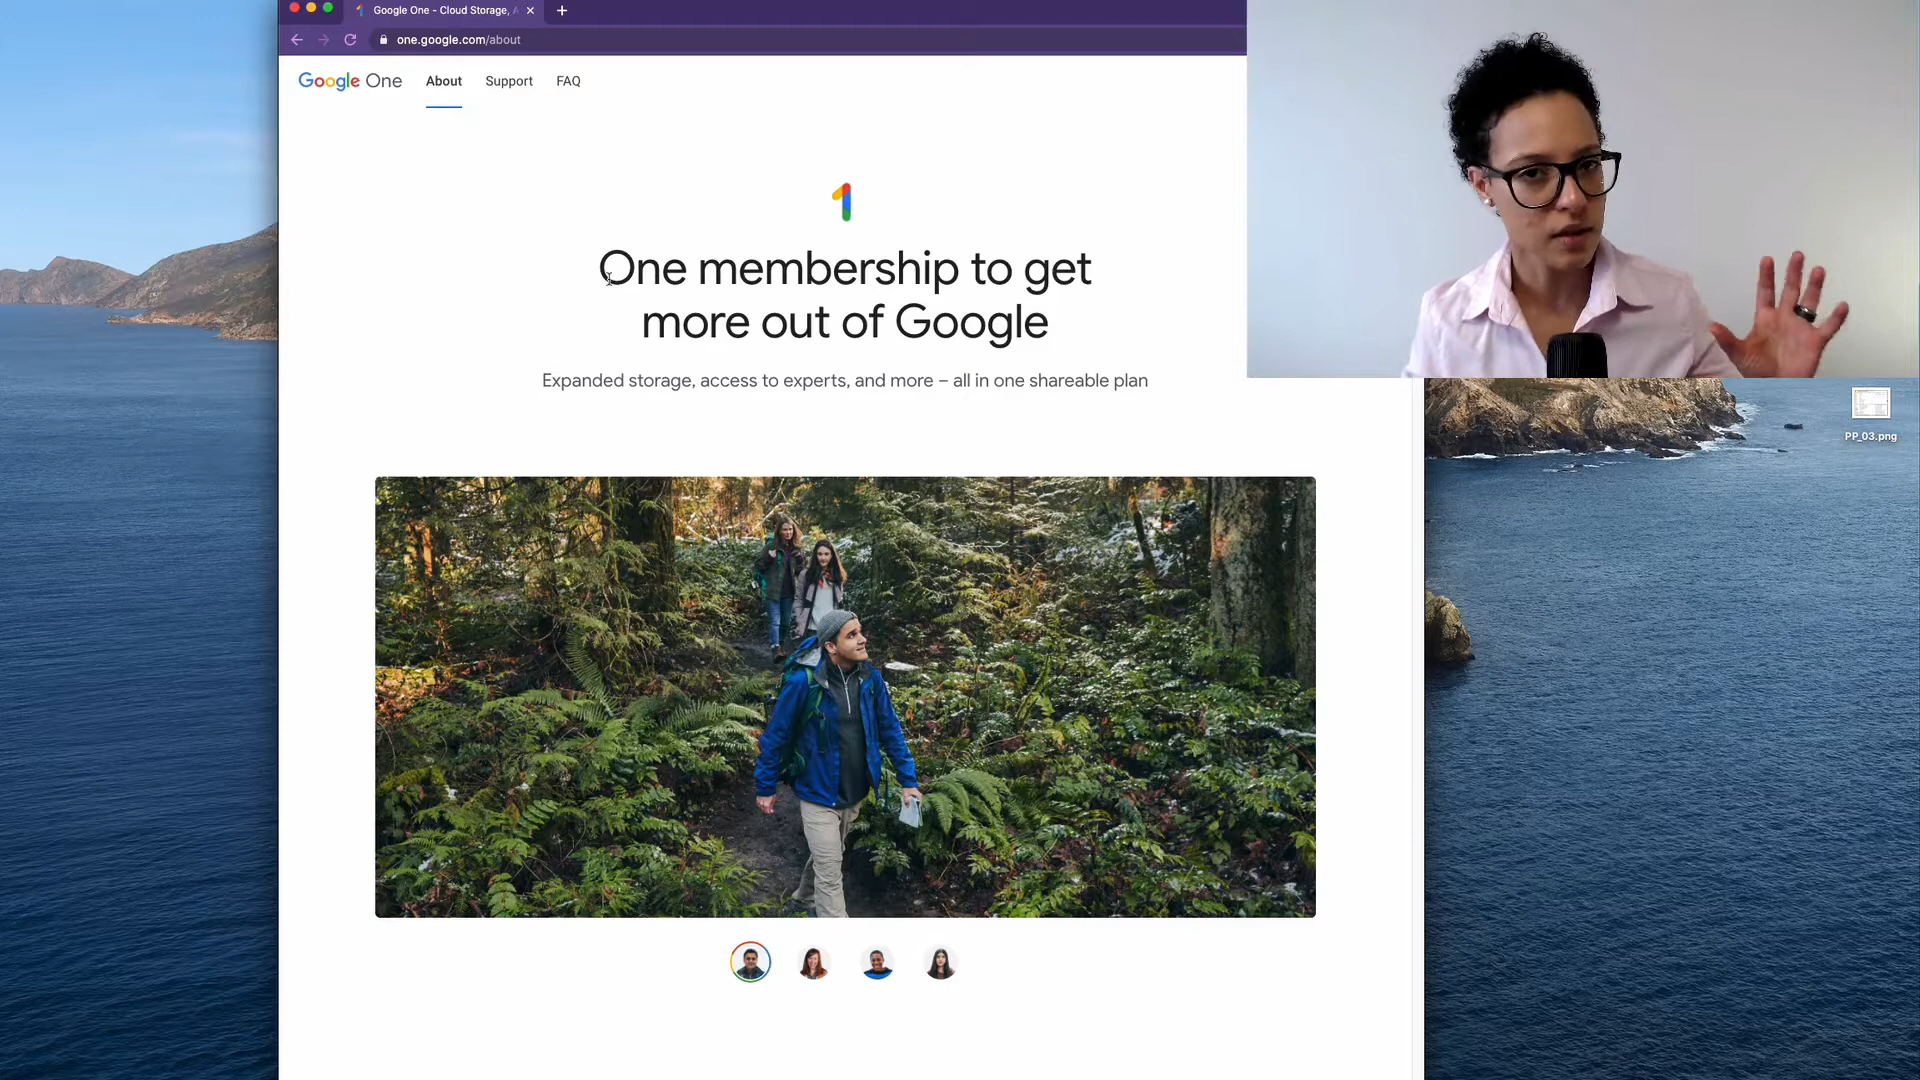 Google One - Cloud Storage, A
one.google.com/about
Google One About Support FAQ
One membership to get
more out of Google
Expanded storage, access to experts, and more – all in one shareable plan
PP_03.png